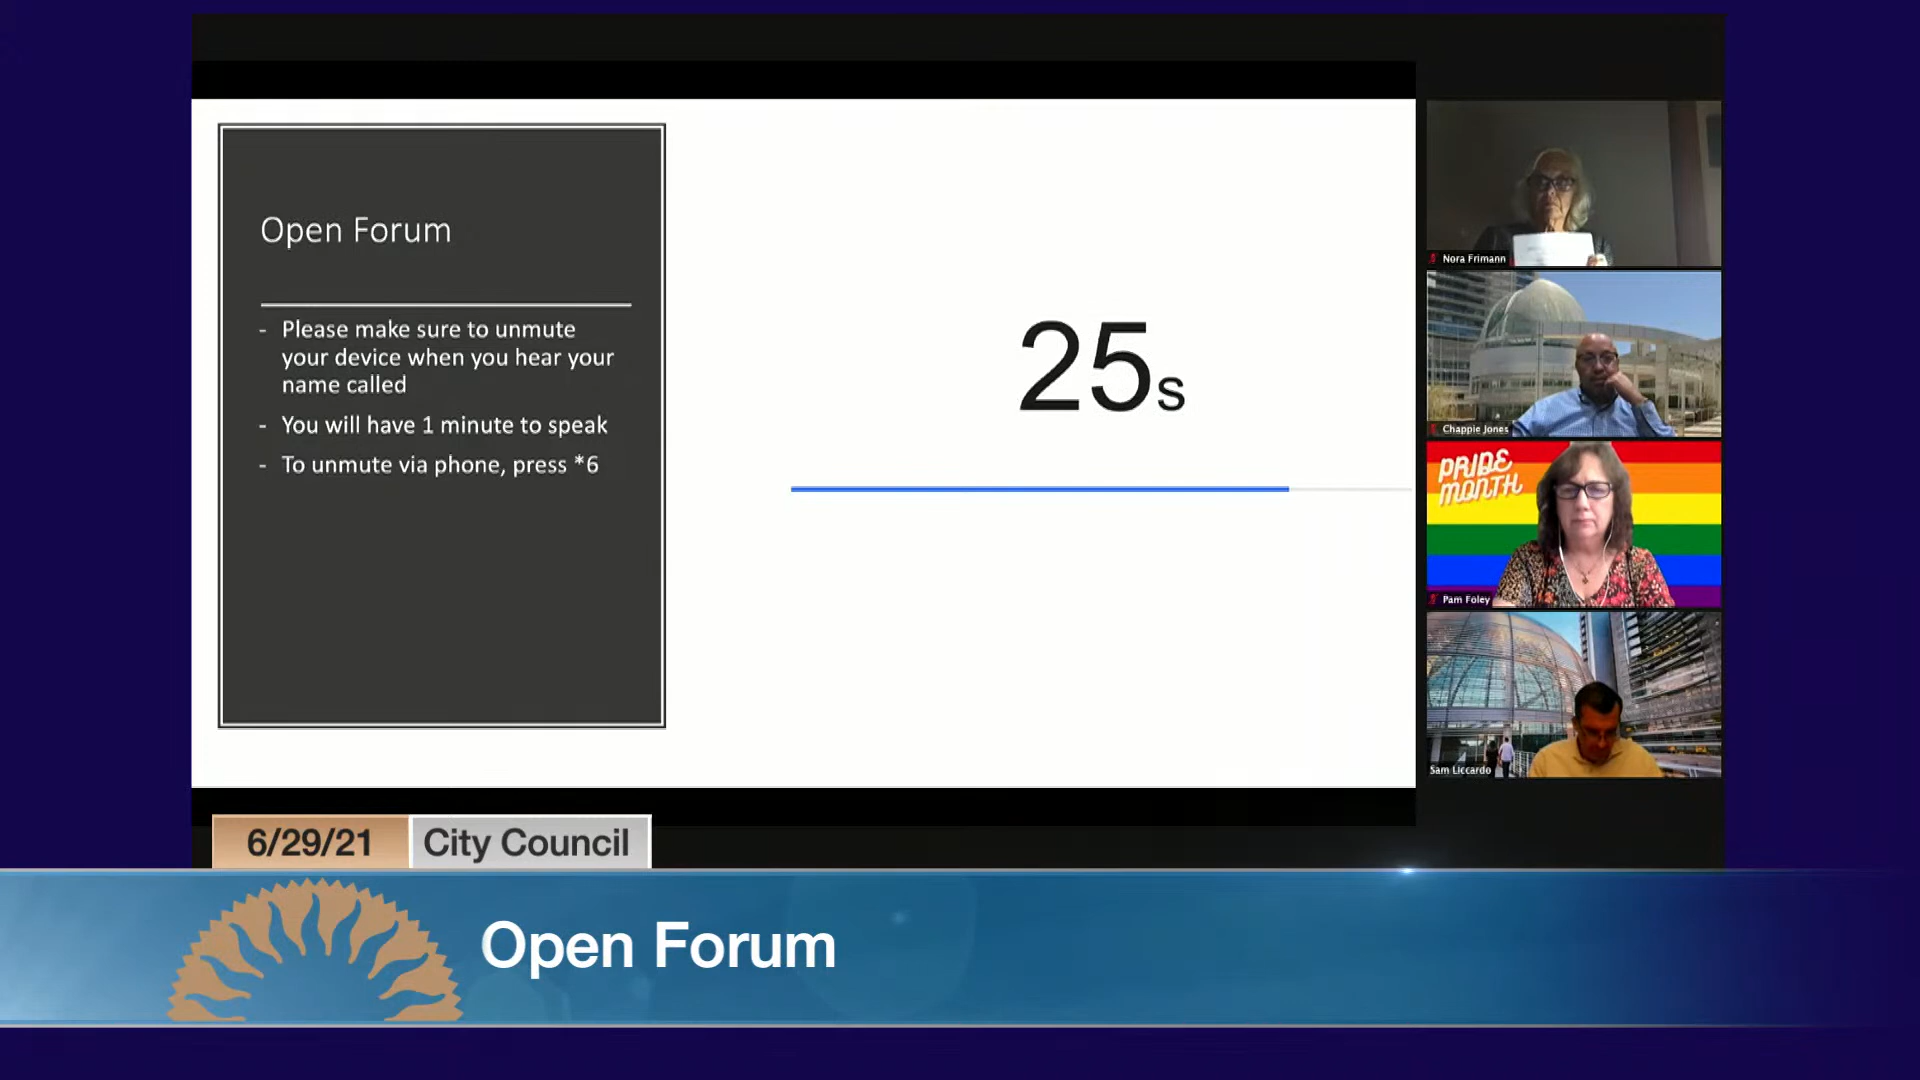 Open Forum
- Please make sure to unmute
your device when you hear your
name called
- You will have 1 minute to speak
- To unmute via phone, press *6
25s
Nora Frimann
Chappie Jones
PRIDE
MONTH
Pam Foley
Sam Liccardo
6/29/21 City Council
Open Forum